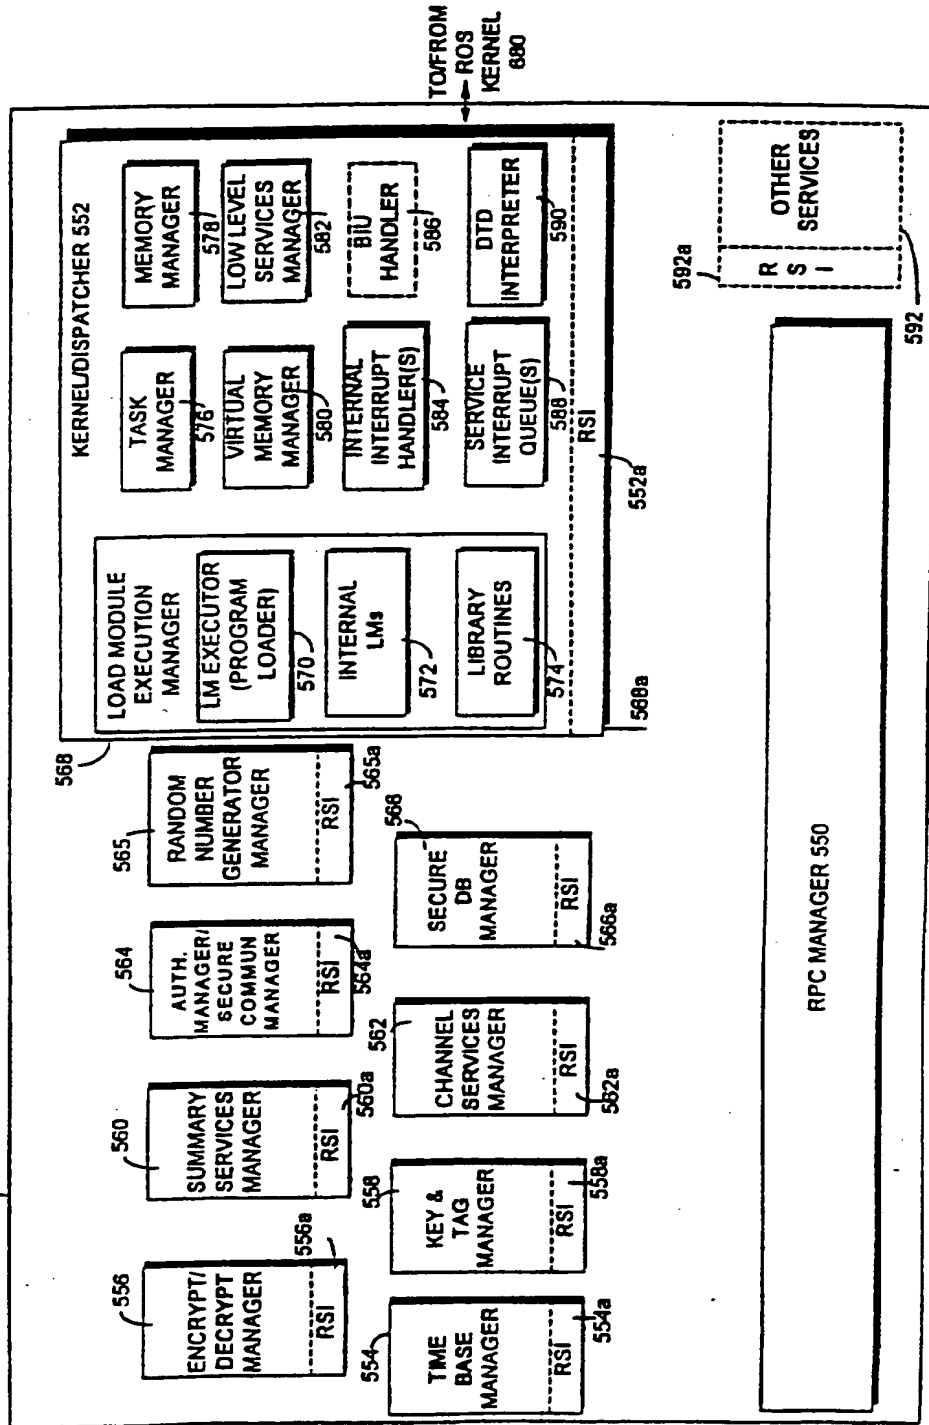 KERNEL/DISPATCHER 552
TO/FROM
ROS
KERNEL
680
568
LOAD MODULE
EXECUTION
MANAGER
LM EXECUTOR
(PROGRAM
LOADER)
570
INTERNAL
LMs
572
LIBRARY
ROUTINES
574
568a
TASK
MANAGER
576
VIRTUAL
MEMORY
MANAGER
580
INTERNAL
INTERRUPT
HANDLER(S)
584
SERVICE
INTERRUPT
QUEUE(S)
588
MEMORY
MANAGER
578
LOW LEVEL
SERVICES
MANAGER
582
BIU
HANDLER
586
DTD
INTERPRETER
590
RSI
552a
556
ENCRYPT/
DECRYPT
MANAGER
RSI
556a
560
SUMMARY
SERVICES
MANAGER
RSI
560a
564
AUTH.
MANAGER/
SECURE
COMMUN
MANAGER
RSI
564a
565
RANDOM
NUMBER
GENERATOR
MANAGER
RSI
565a
554
TIME
BASE
MANAGER
RSI
554a
558
KEY &
TAG
MANAGER
RSI
558a
562
CHANNEL
SERVICES
MANAGER
RSI
562a
566
SECURE
DB
MANAGER
RSI
566a
592a
RSI
OTHER
SERVICES
592
RPC MANAGER 550